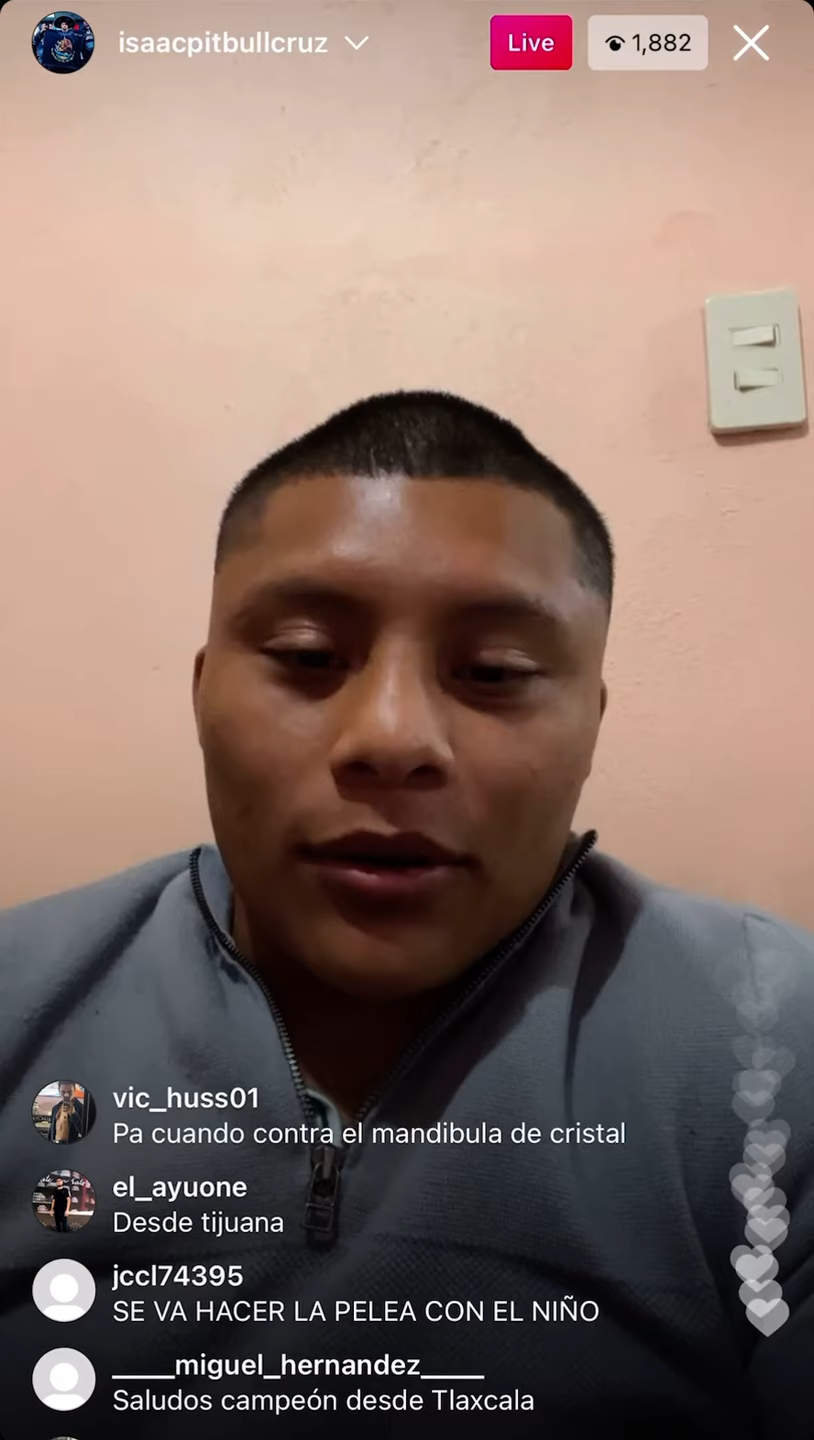 isaacpitbullcruz
Live
1,882
vic_huss01
Pa cuando contra el mandibula de cristal
el_ayuone
Desde tijuana
jccl74395
SE VA HACER LA PELEA CON EL NIÑO
____miguel_hernandez____
Saludos campeón desde Tlaxcala